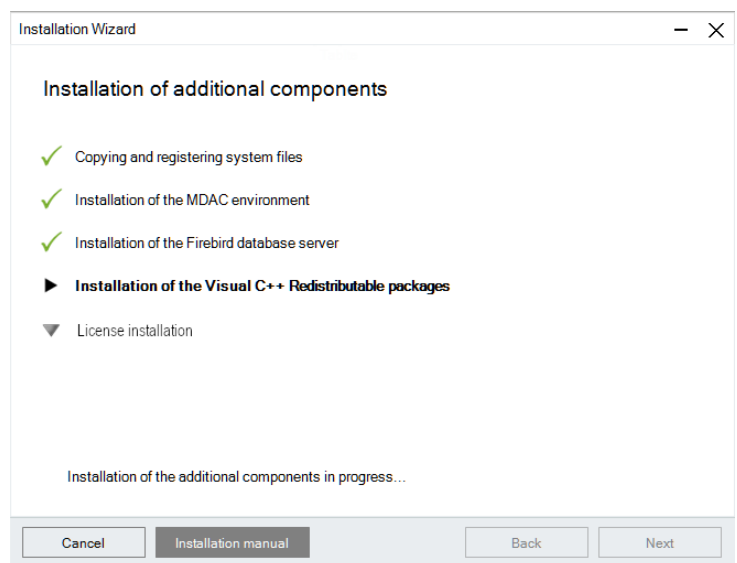 Installation Wizard
Installation of additional components
Copying and registering system files
Installation of the MDAC environment
Installation of the Firebird database server
Installation of the Visual C++ Redistributable packages
License installation
Installation of the additional components in progress...
Cancel Installation manual Back Next